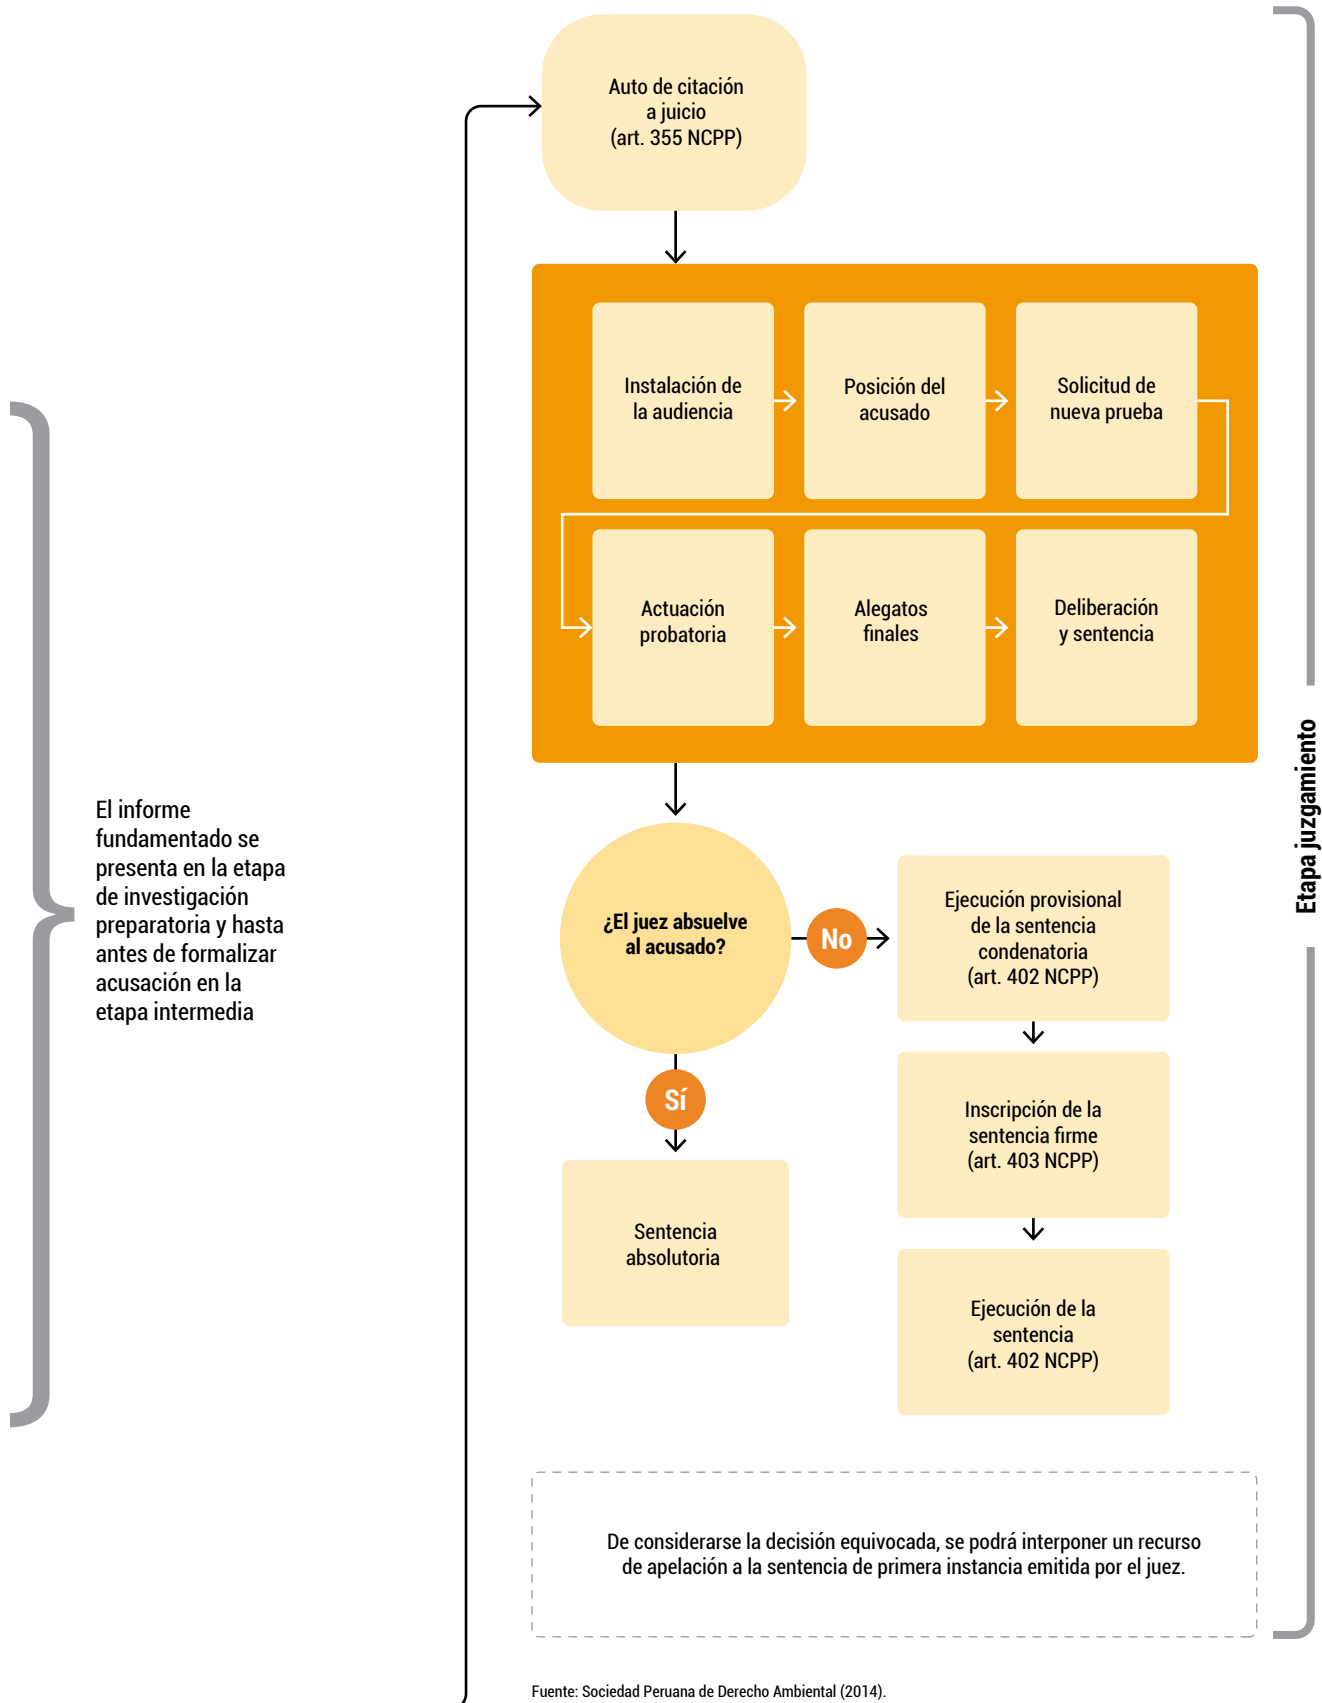 Auto de citación
a juicio
(art. 355 NCPP)
Instalación de
la audiencia
Posición del
acusado
Solicitud de
nueva prueba
Actuación
probatoria
Alegatos
finales
Deliberación
y sentencia
El informe
fundamentado se
presenta en la etapa
de investigación
preparatoria y hasta
antes de formalizar
acusación en la
etapa intermedia
¿El juez absuelve
al acusado?
No
Ejecución provisional
de la sentencia
condenatoria
(art. 402 NCPP)
Sí
Inscripción de la
sentencia firme
(art. 403 NCPP)
Sentencia
absolutoria
Ejecución de la
sentencia
(art. 402 NCPP)
Etapa juzgamiento
De considerarse la decisión equivocada, se podrá interponer un recurso
de apelación a la sentencia de primera instancia emitida por el juez.
Fuente: Sociedad Peruana de Derecho Ambiental (2014).